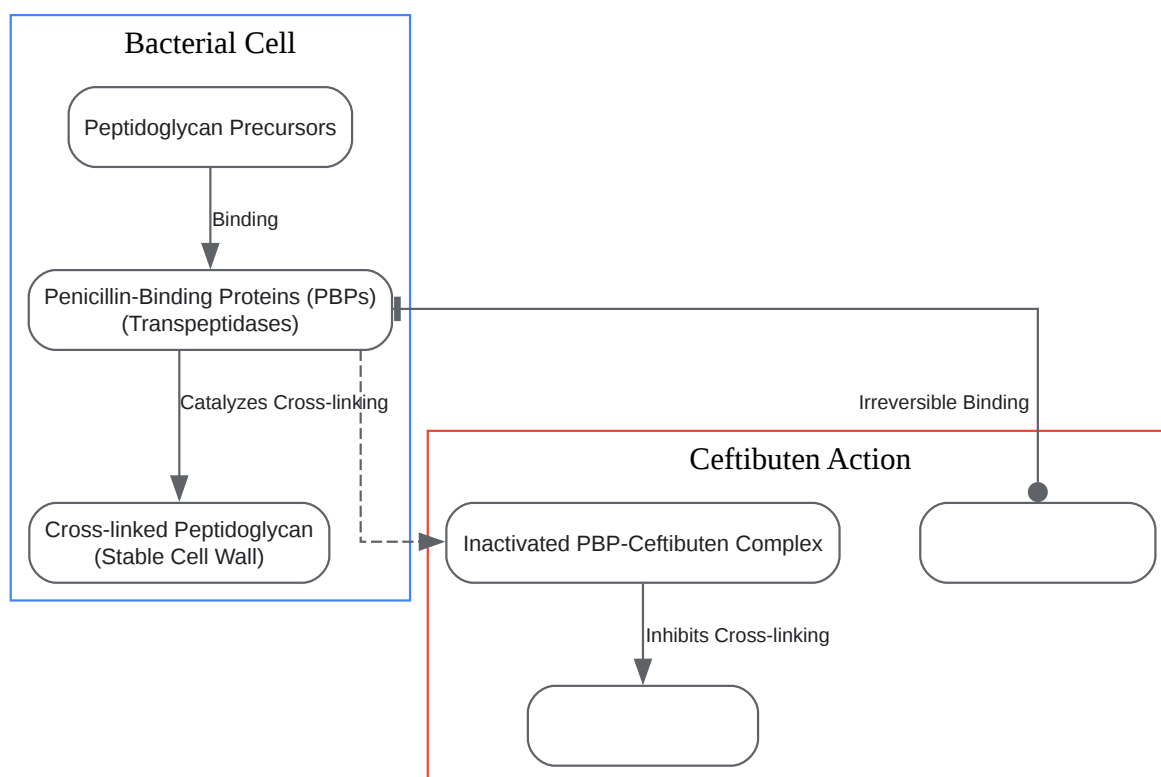 Bacterial Cell
Peptidoglycan Precursors
Binding
Penicillin-Binding Proteins (PBPs)
(Transpeptidases)
Catalyzes Cross-linking
Irreversible Binding
Ceftibuten Action
Cross-linked Peptidoglycan
(Stable Cell Wall)
Inactivated PBP-Ceftibuten Complex
Inhibits Cross-linking